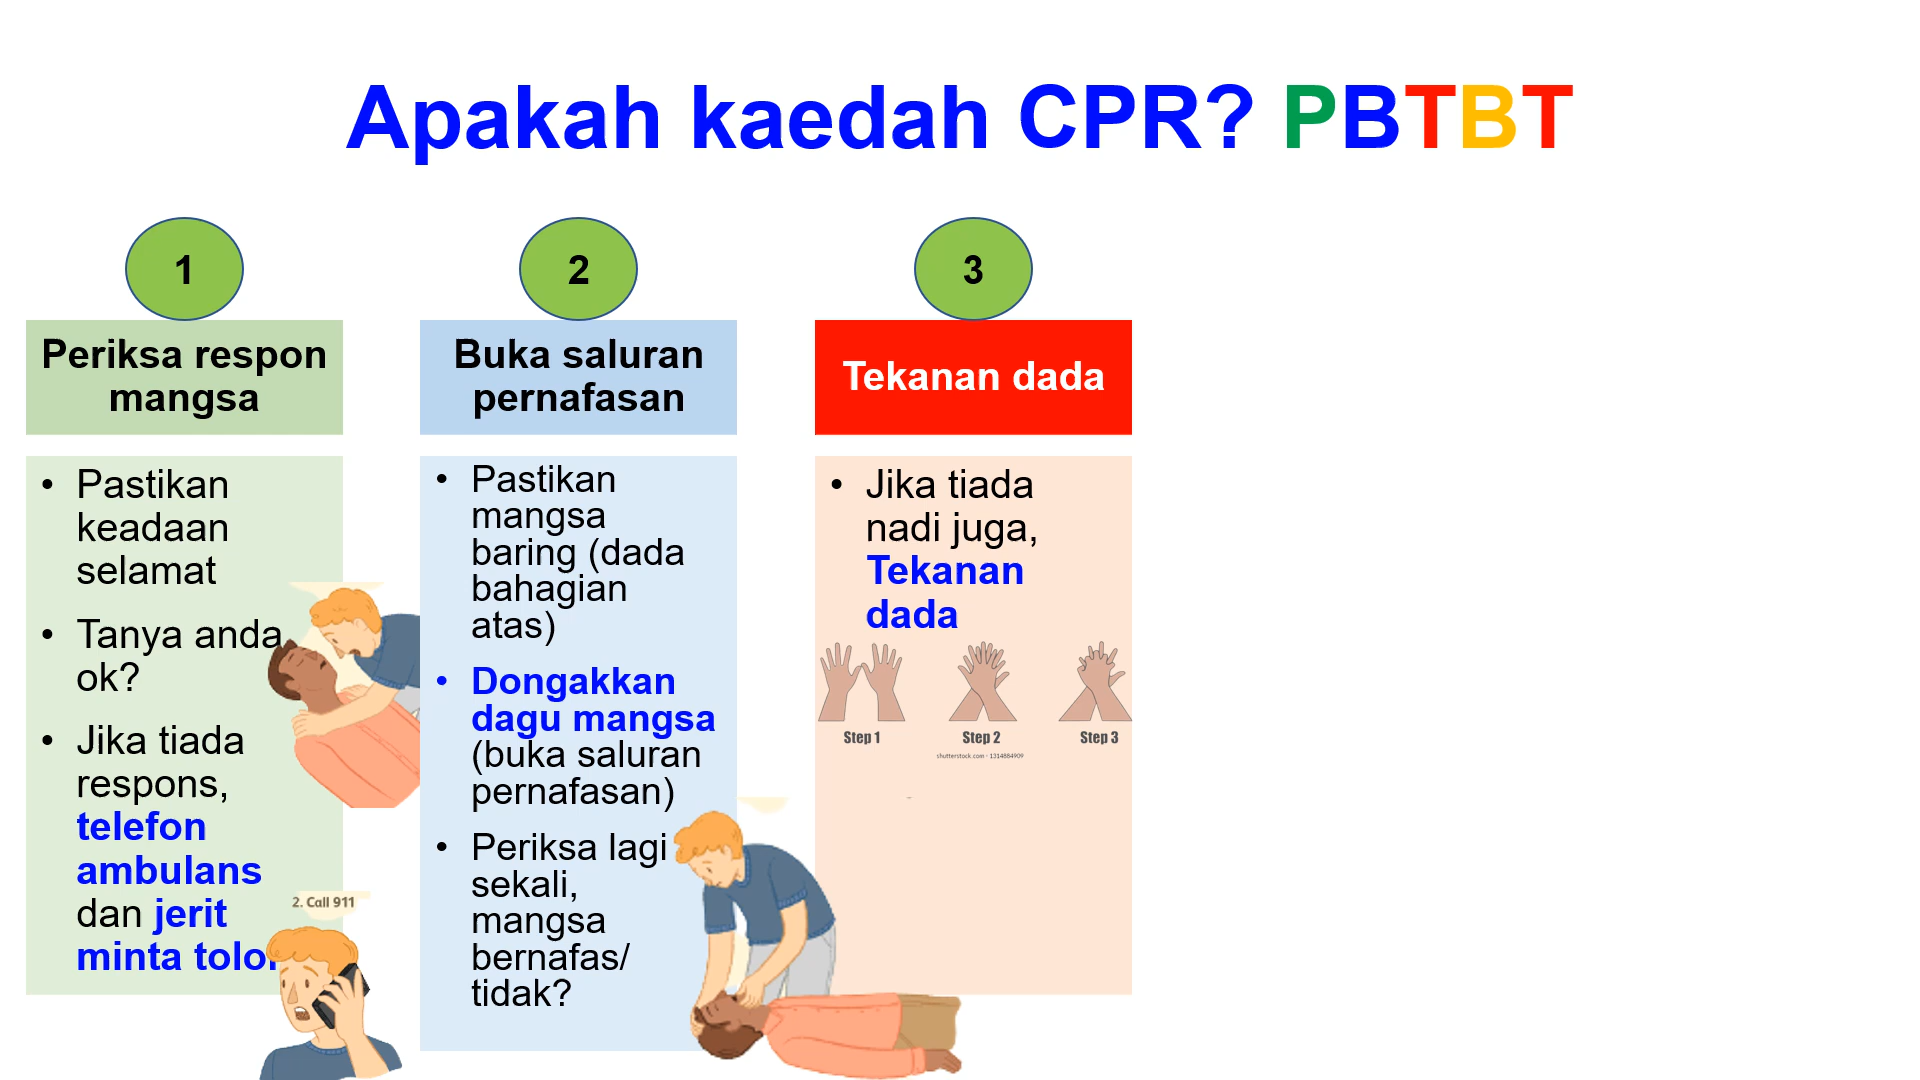 Apakah kaedah CPR? PBTBT
1
Periksa respon
mangsa
• Pastikan
keadaan
selamat
• Tanya anda
ok?
• Jika tiada
respons,
telefon
ambulans
dan jerit
minta
2. Call 911
2
Buka saluran
pernafasan
• Pastikan
mangsa
baring (dada
bahagian
atas)
• Dongakkan
dagu mangsa
(buka saluran
pernafasan)
• Periksa lagi
sekali,
mangsa
bernafas/
tidak?
3
Tekanan dada
• Jika tiada
nadi juga,
Tekanan
dada
Step 1
Step 2
Step 3
shutterstock.com · 1314884909